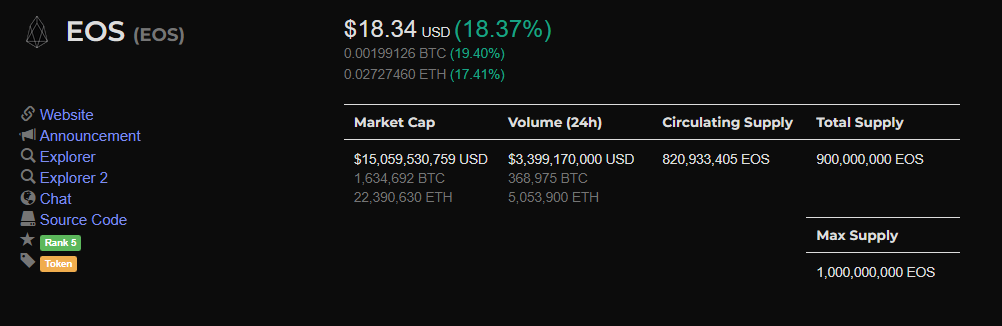 EOS (EOS)
$18.34 USD (18.37%)
0.00199126 BTC (19.40%)
0.02727460 ETH (17.41%)
Website
Announcement
Explorer
Explorer 2
Chat
Source Code
Rank 5
Token
Market Cap Volume (24h) Circulating Supply Total Supply
$15,059,530,759 USD $3,399,170,000 USD 820,933,405 EOS 900,000,000 EOS
1,634,692 BTC 368,975 BTC
22,390,630 ETH 5,053,900 ETH
Max Supply
1,000,000,000 EOS